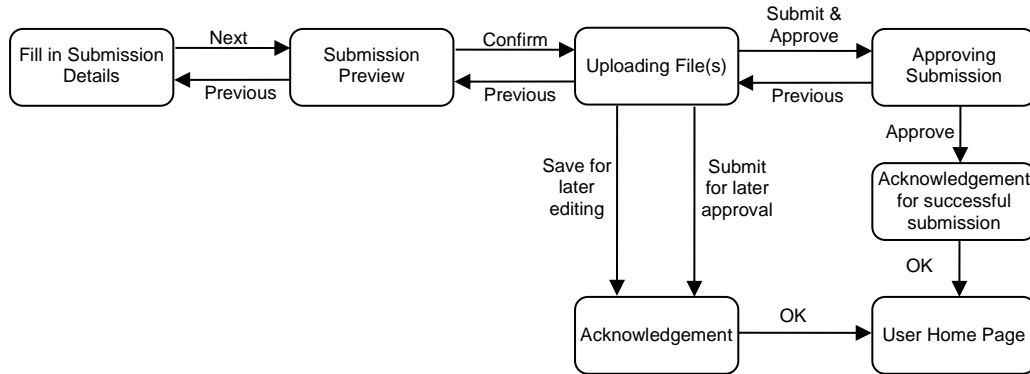 Fill in Submission
Details
Next
Previous
Submission
Preview
Confirm
Previous
Uploading File(s)
Submit &
Approve
Previous
Approving
Submission
Approve
Save for
later
editing
Submit
for later
approval
Acknowledgement
for successful
submission
OK
Acknowledgement
OK
User Home Page